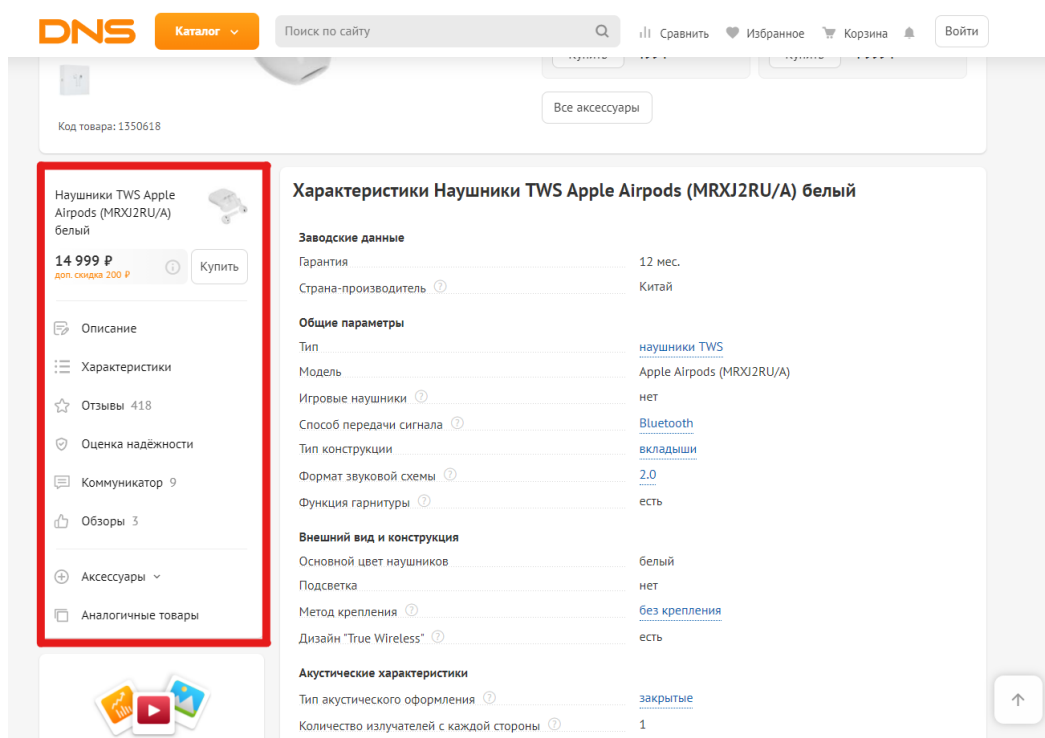 DNS
Каталог
Поиск по сайту
Сравнить
Избранное
Корзина
Войти
Все аксессуары
Код товара: 1350618
Наушники TWS Apple
Airpods (MRXJ2RU/A)
белый
14 999 ₽
доп. скидка 200 ₽
Купить
Описание
Характеристики
Отзывы 418
Оценка надёжности
Коммуникатор 9
Обзоры 3
Аксессуары
Аналогичные товары
Характеристики Наушники TWS Apple Airpods (MRXJ2RU/A) белый
Заводские данные
Гарантия 12 мес.
Страна-производитель ? Китай
Общие параметры
Тип наушники TWS
Модель Apple Airpods (MRXJ2RU/A)
Игровые наушники ? нет
Способ передачи сигнала ? Bluetooth
Тип конструкции вкладыши
Формат звуковой схемы ? 2.0
Функция гарнитуры ? есть
Внешний вид и конструкция
Основной цвет наушников белый
Подсветка нет
Метод крепления ? без крепления
Дизайн "True Wireless" ? есть
Акустические характеристики
Тип акустического оформления ? закрытые
Количество излучателей с каждой стороны ? 1